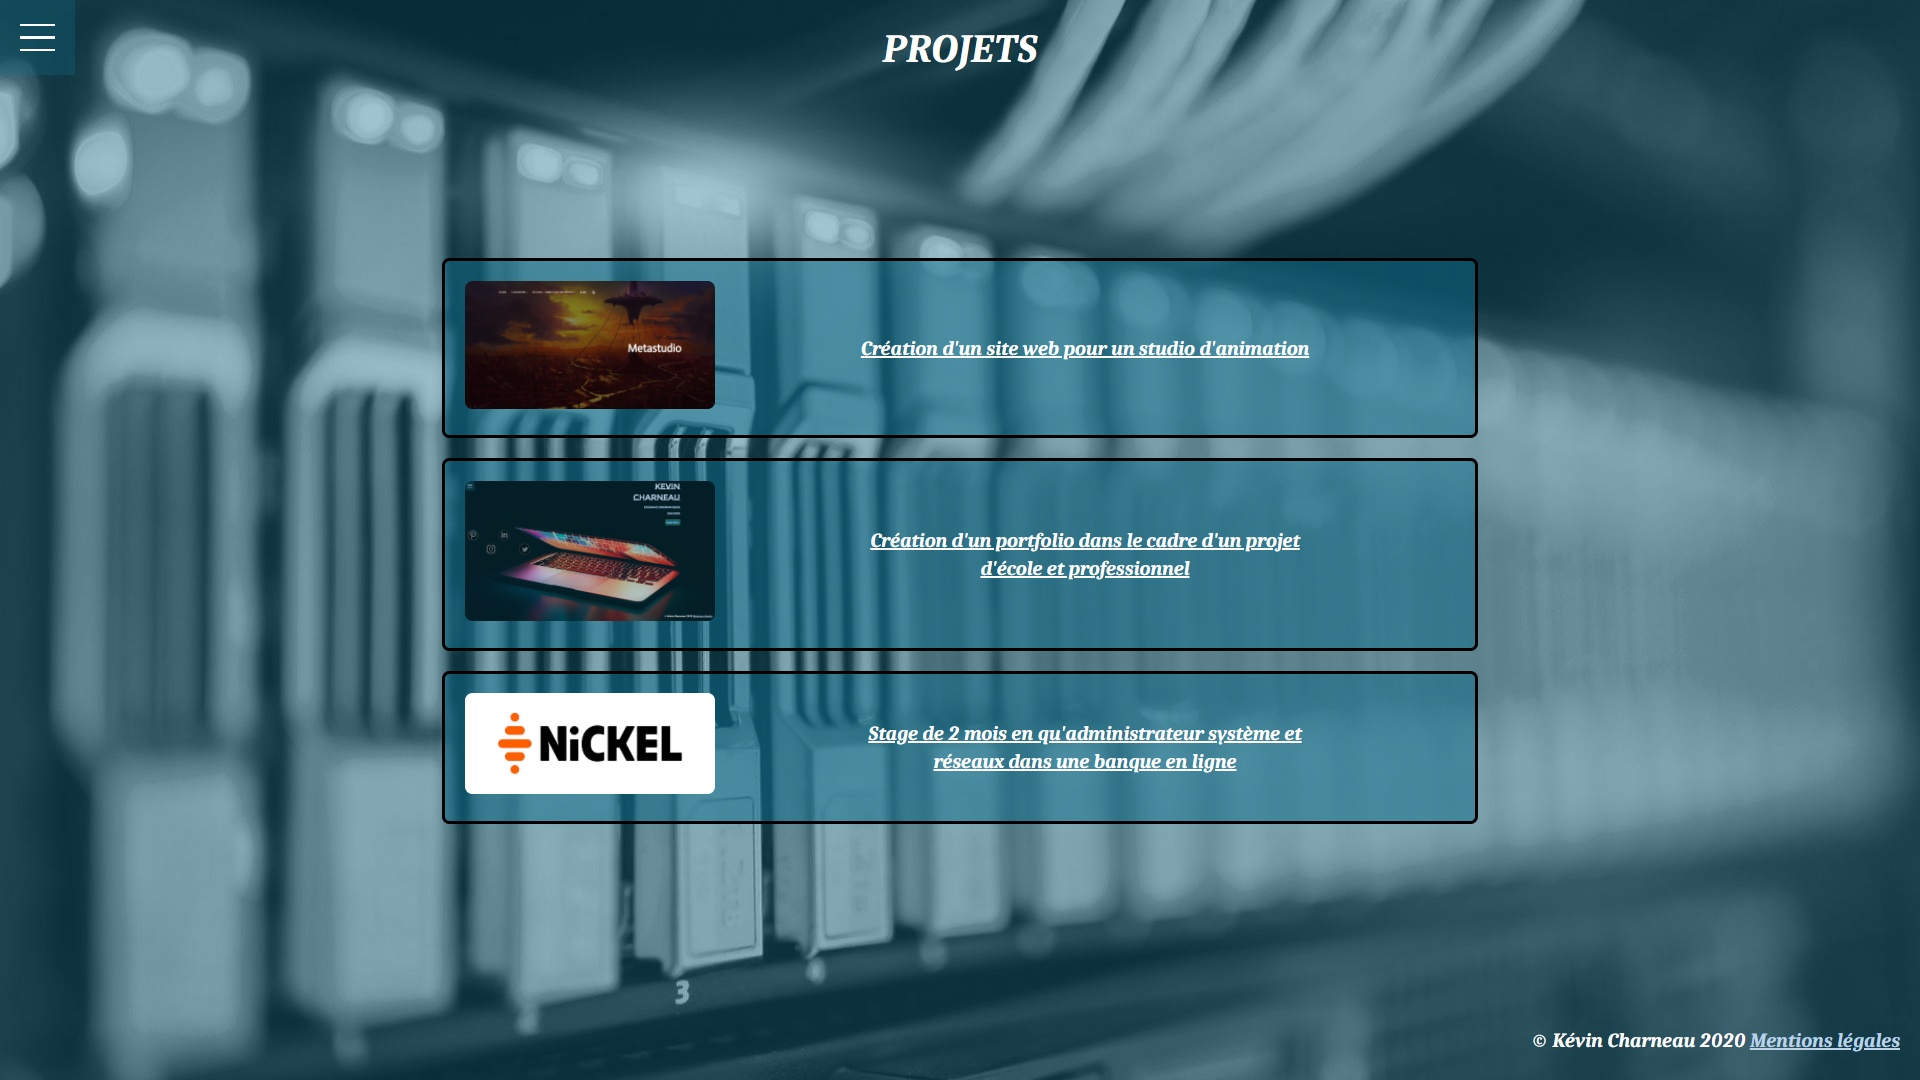 PROJETS
Metastudio
Création d'un site web pour un studio d'animation
KEVIN
CHARNEAU
Création d'un portfolio dans le cadre d'un projet
d'école et professionnel
NiCKEL
Stage de 2 mois en qu'administrateur système et
réseaux dans une banque en ligne
3
© Kévin Charneau 2020 Mentions légales